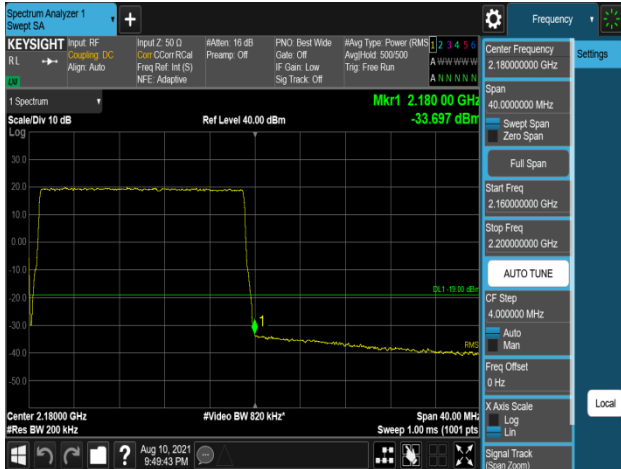 Spectrum Analyzer 1
Swept SA
+
Frequency
KEYSIGHT
RL
LV
Input: RF
Coupling: DC
Align: Auto
Input Z: 50 Ω
Corr CCorr RCal
Freq Ref: Int (S)
NFE: Adaptive
#Atten: 16 dB
Preamp: Off
PNO: Best Wide
Gate: Off
IF Gain: Low
Sig Track: Off
#Avg Type: Power (RMS
Avg|Hold: 500/500
Trig: Free Run
1 2 3 4 5 6
A W W W W W
A N N N N N
1 Spectrum
Scale/Div 10 dB
Log
Ref Level 40.00 dBm
Mkr1 2.180 00 GHz
-33.697 dBm
30.0
20.0
10.0
0.00
-10.0
-20.0
-30.0
-40.0
-50.0
DL1 -19.00 dBm
1
RMS
Center 2.18000 GHz
#Res BW 200 kHz
#Video BW 820 kHz*
Span 40.00 MHz
Sweep 1.00 ms (1001 pts)
?
Aug 10, 2021
9:49:43 PM
Center Frequency
2.180000000 GHz
Span
40.0000000 MHz
Swept Span
Zero Span
Full Span
Start Freq
2.160000000 GHz
Stop Freq
2.200000000 GHz
AUTO TUNE
CF Step
4.000000 MHz
Auto
Man
Freq Offset
0 Hz
X Axis Scale
Log
Lin
Signal Track
(Span Zoom)
Settings
Local